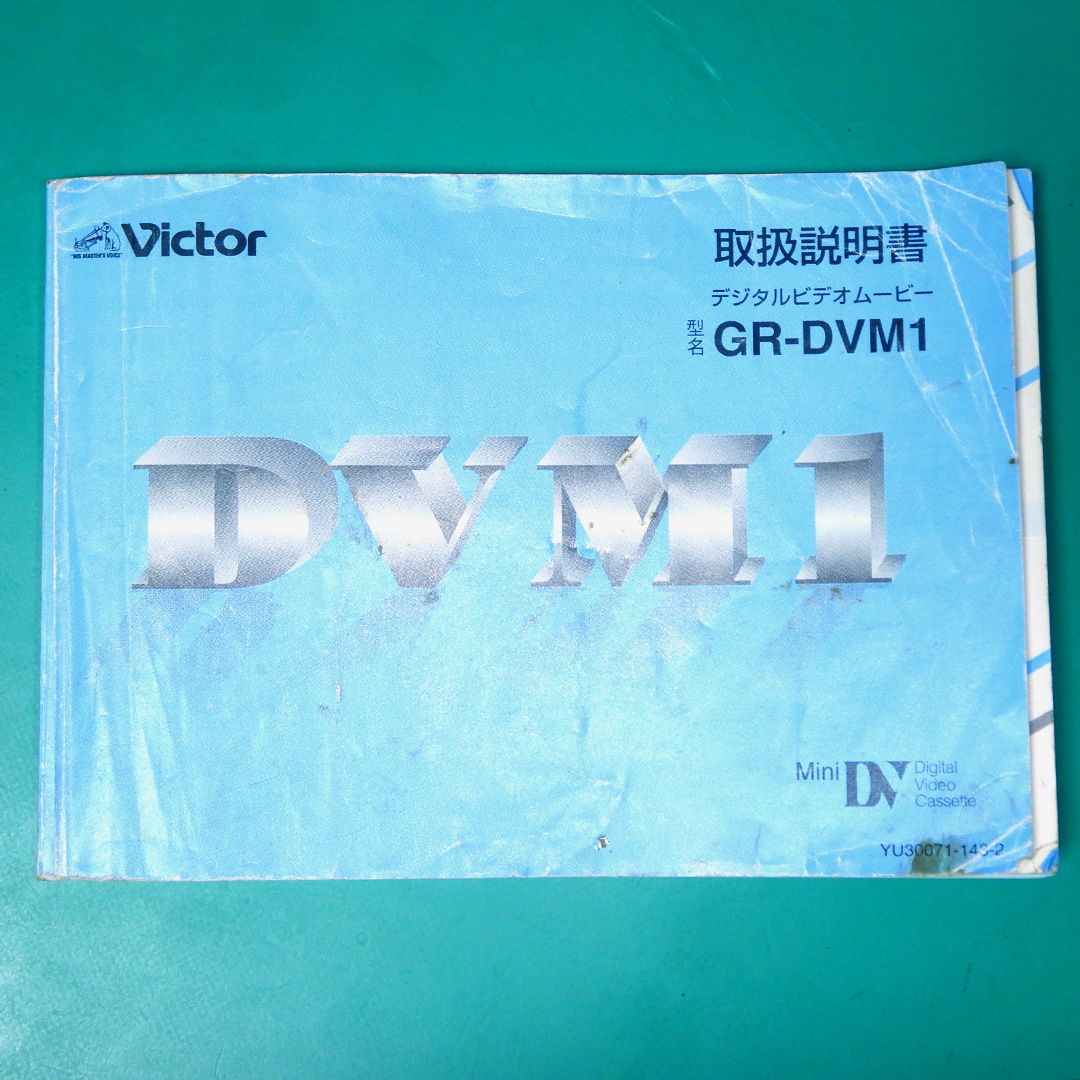 Victor
"HIS MASTER'S VOICE"
取扱説明書
デジタルビデオムービー
型名 GR-DVM1
DVM1
Mini DV Digital Video Cassette